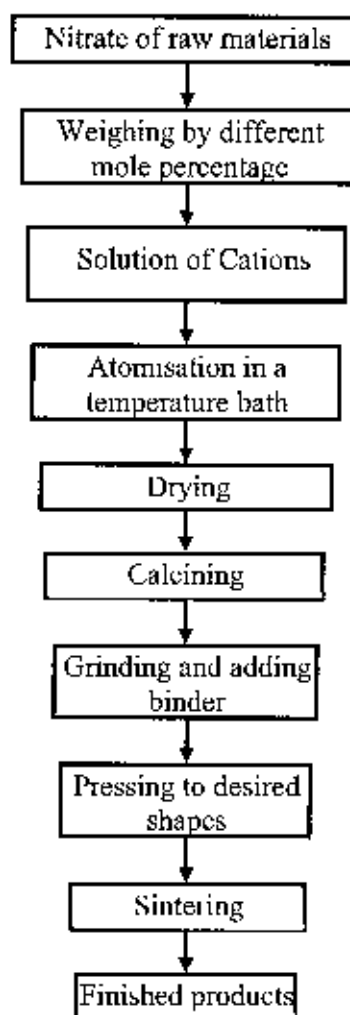 Nitrate of raw materials
Weighing by different
mole percentage
Solution of Cations
Atomisation in a
temperature bath
Drying
Calcining
Grinding and adding
binder
Pressing to desired
shapes
Sintering
Finished products